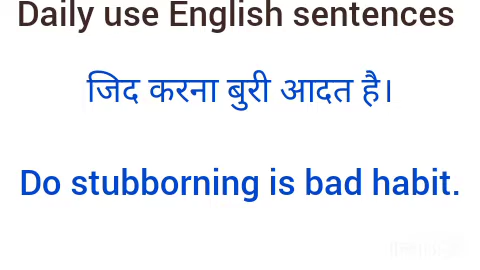 Daily use English sentences
जिद करना बुरी आदत है।
Do stubborning is bad habit.